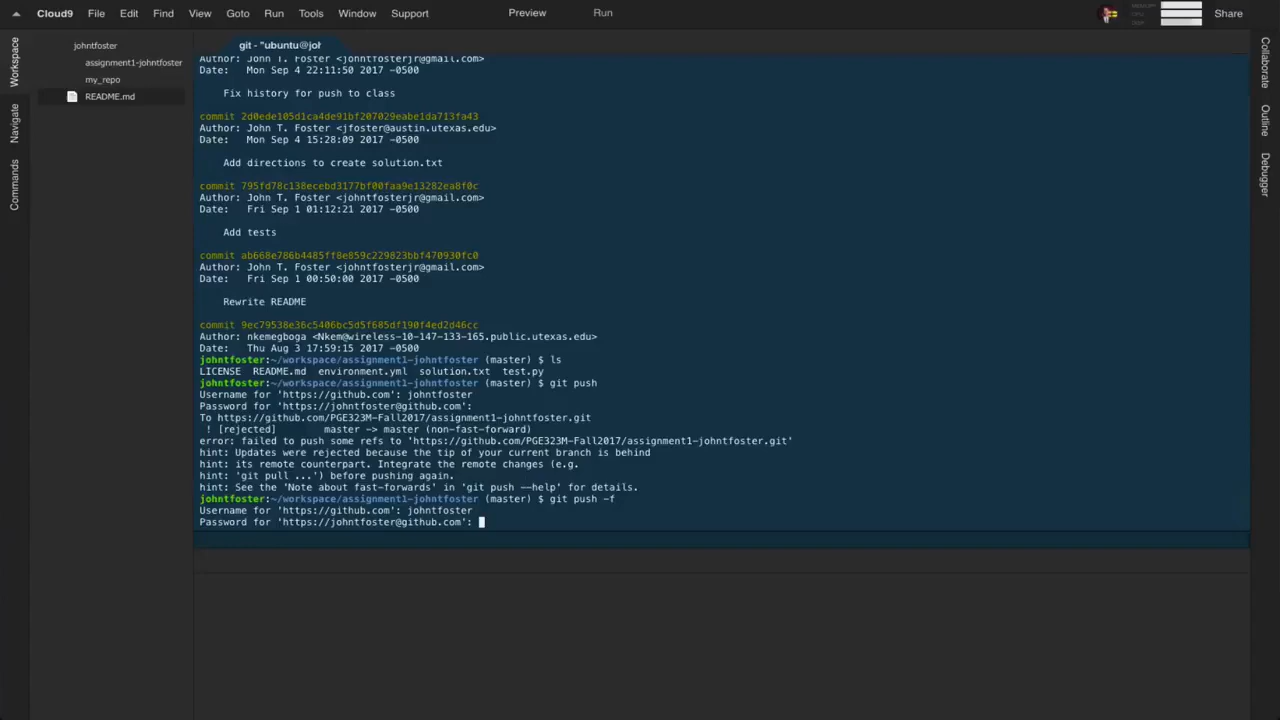 Cloud9 File Edit Find View Goto Run Tools Window Support Preview Run Share
Workspace
Navigate
Commands
johntfoster
assignment1-johntfoster
my_repo
README.md
git - "ubuntu@joh
Author: John T. Foster <johntfosterjr@gmail.com>
Date:   Mon Sep 4 22:11:50 2017 -0500
Fix history for push to class
commit 2d0ede105d1ca4de91bf207029eabe1da713fa43
Author: John T. Foster <jfoster@austin.utexas.edu>
Date:   Mon Sep 4 15:28:09 2017 -0500
Add directions to create solution.txt
commit 795fd78c138ecebd3177bf00faa9e13282ea8f0c
Author: John T. Foster <johntfosterjr@gmail.com>
Date:   Fri Sep 1 01:12:21 2017 -0500
Add tests
commit ab668e786b4485ff8e859c229823bbf470930fc0
Author: John T. Foster <johntfosterjr@gmail.com>
Date:   Fri Sep 1 00:50:00 2017 -0500
Rewrite README
commit 9ec79538e36c5406bc5d5f685df190f4ed2d46cc
Author: nkemegboga <Nkem@wireless-10-147-133-165.public.utexas.edu>
Date:   Thu Aug 3 17:59:15 2017 -0500
johntfoster:~/workspace/assignment1-johntfoster (master) $ ls
LICENSE  README.md  environment.yml  solution.txt  test.py
johntfoster:~/workspace/assignment1-johntfoster (master) $ git push
Username for 'https://github.com': johntfoster
Password for 'https://johntfoster@github.com':
To https://github.com/PGE323M-Fall2017/assignment1-johntfoster.git
 ! [rejected]        master -> master (non-fast-forward)
error: failed to push some refs to 'https://github.com/PGE323M-Fall2017/assignment1-johntfoster.git'
hint: Updates were rejected because the tip of your current branch is behind
hint: its remote counterpart. Integrate the remote changes (e.g.
hint: 'git pull ...') before pushing again.
hint: See the 'Note about fast-forwards' in 'git push --help' for details.
johntfoster:~/workspace/assignment1-johntfoster (master) $ git push -f
Username for 'https://github.com': johntfoster
Password for 'https://johntfoster@github.com':
Collaborate
Outline
Debugger